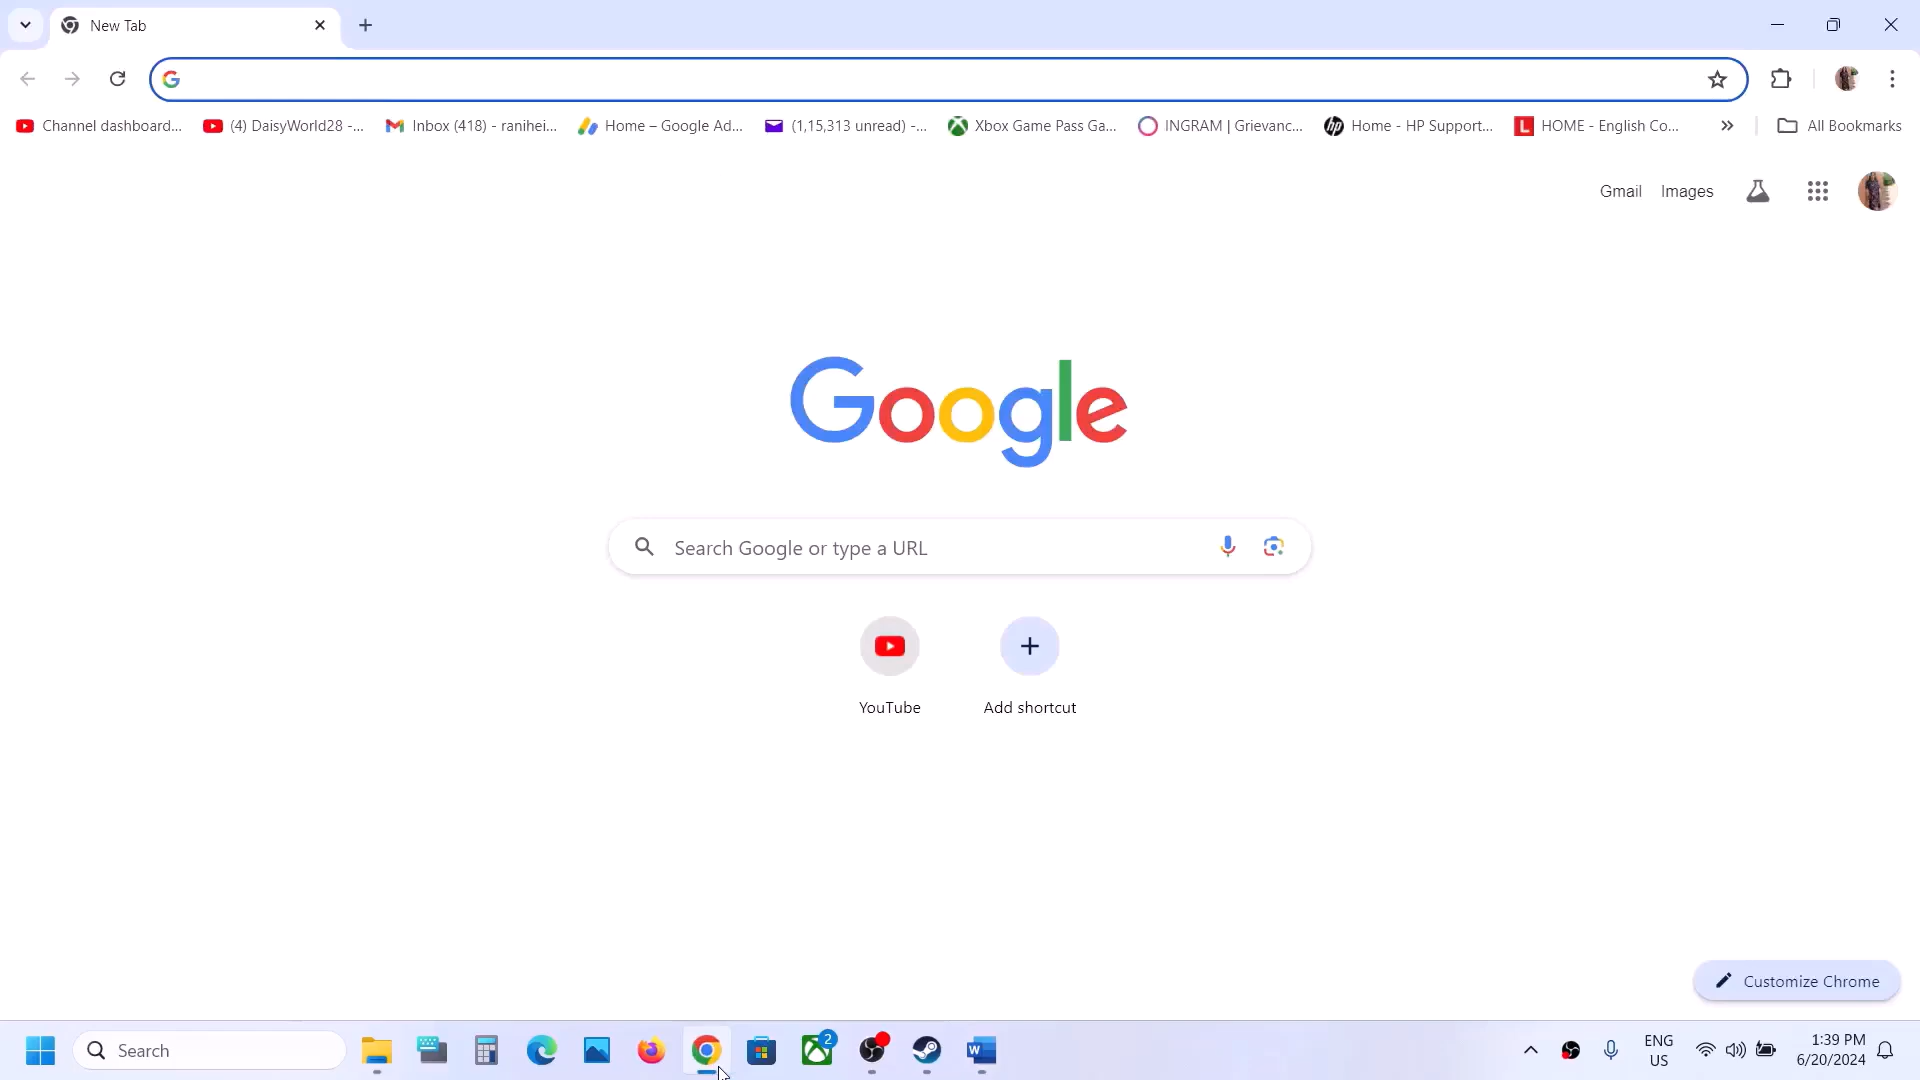 New Tab
Channel dashboard... (4) DaisyWorld28 -... Inbox (418) - ranihei... Home – Google Ad... (1,15,313 unread) -... Xbox Game Pass Ga... INGRAM | Grievanc... hp Home - HP Support... L HOME - English Co... All Bookmarks
Gmail Images
Google
Search Google or type a URL
YouTube Add shortcut
Customize Chrome
Search 2 W ENG 1:39 PM
US 6/20/2024